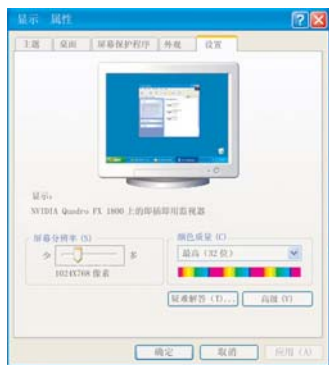 显示 属性
主题 桌面 屏幕保护程序 外观 设置
显示:
NVIDIA Quadro FX 1800 上的即插即用监视器
屏幕分辨率 (S)
少 多
1024X768 像素
颜色质量 (C)
最高 (32 位)
疑难解答 (T)... 高级 (V)
确定 取消 应用 (A)